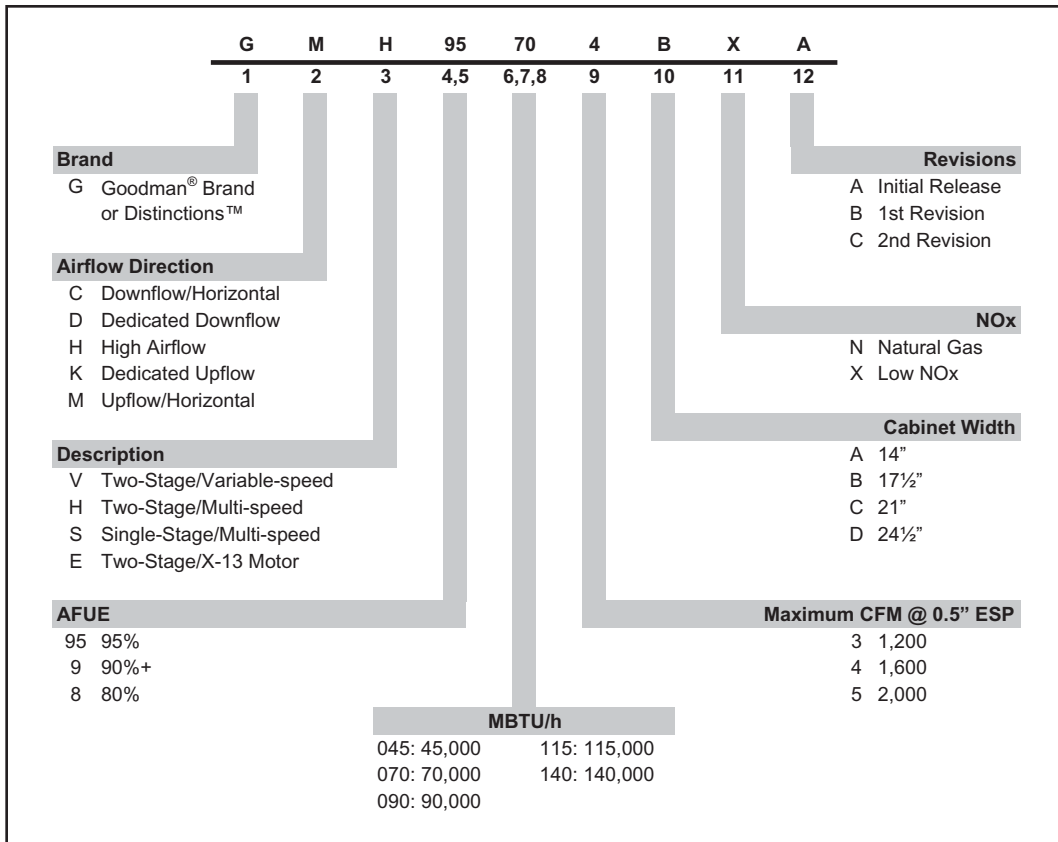 G M H 95 70 4 B X A
1 2 3 4,5 6,7,8 9 10 11 12
Brand
G Goodman® Brand
or Distinctions™
Airflow Direction
C Downflow/Horizontal
D Dedicated Downflow
H High Airflow
K Dedicated Upflow
M Upflow/Horizontal
Description
V Two-Stage/Variable-speed
H Two-Stage/Multi-speed
S Single-Stage/Multi-speed
E Two-Stage/X-13 Motor
AFUE
95 95%
9 90%+
8 80%
MBTU/h
045: 45,000 115: 115,000
070: 70,000 140: 140,000
090: 90,000
Revisions
A Initial Release
B 1st Revision
C 2nd Revision
NOx
N Natural Gas
X Low NOx
Cabinet Width
A 14”
B 17½”
C 21”
D 24½”
Maximum CFM @ 0.5” ESP
3 1,200
4 1,600
5 2,000